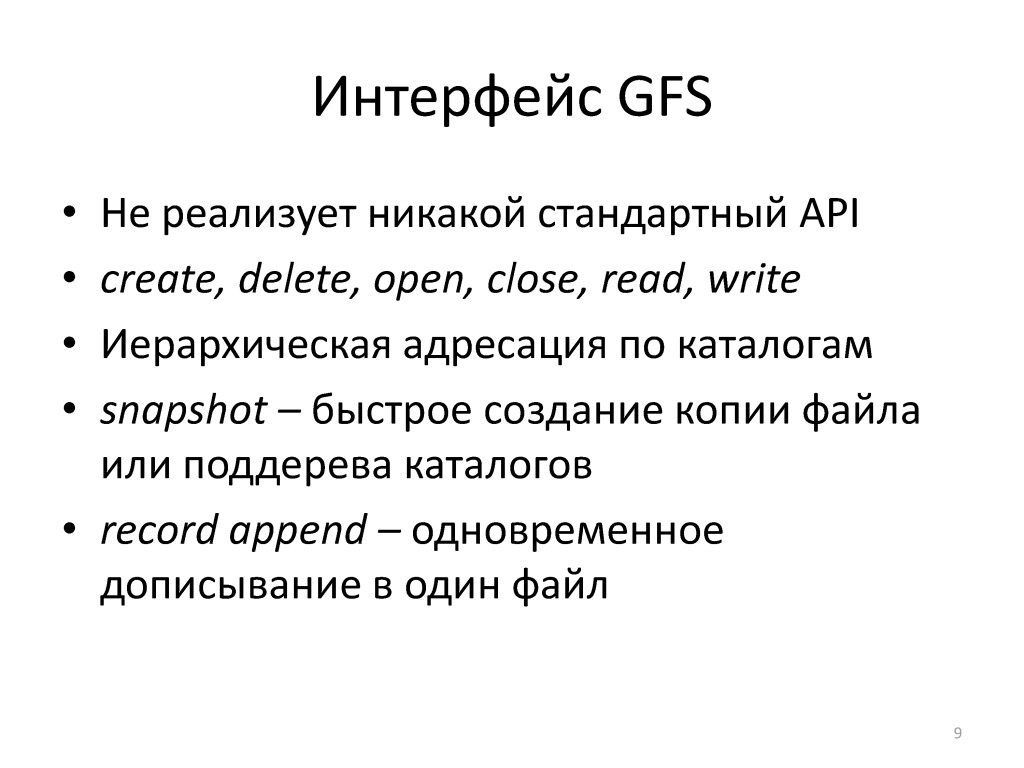 Интерфейс GFS
• Не реализует никакой стандартный API
• create, delete, open, close, read, write
• Иерархическая адресация по каталогам
• snapshot – быстрое создание копии файла
или поддерева каталогов
• record append – одновременное
дописывание в один файл
9